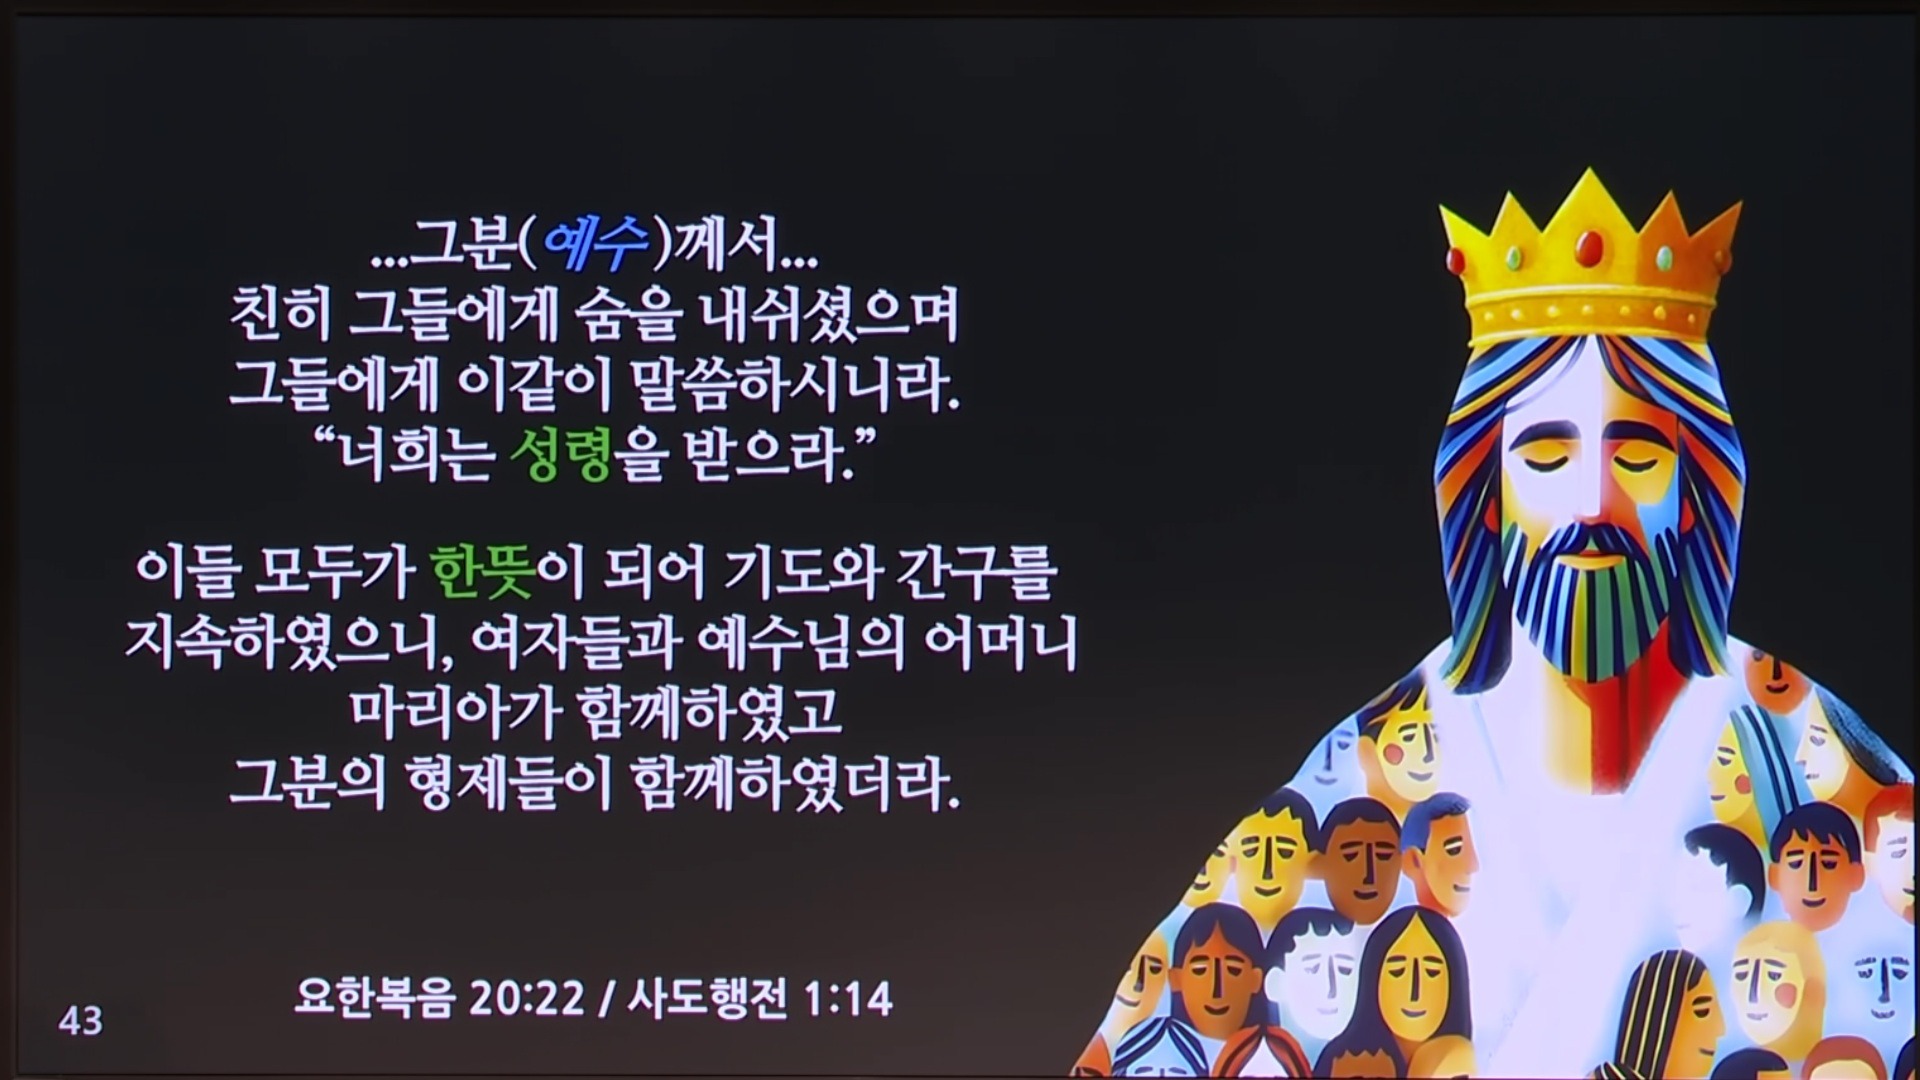 ...그분(예수)께서...
친히 그들에게 숨을 내쉬셨으며
그들에게 이같이 말씀하시니라.
“너희는 성령을 받으라.”
이들 모두가 한뜻이 되어 기도와 간구를
지속하였으니, 여자들과 예수님의 어머니
마리아가 함께하였고
그분의 형제들이 함께하였더라.
요한복음 20:22 / 사도행전 1:14
43